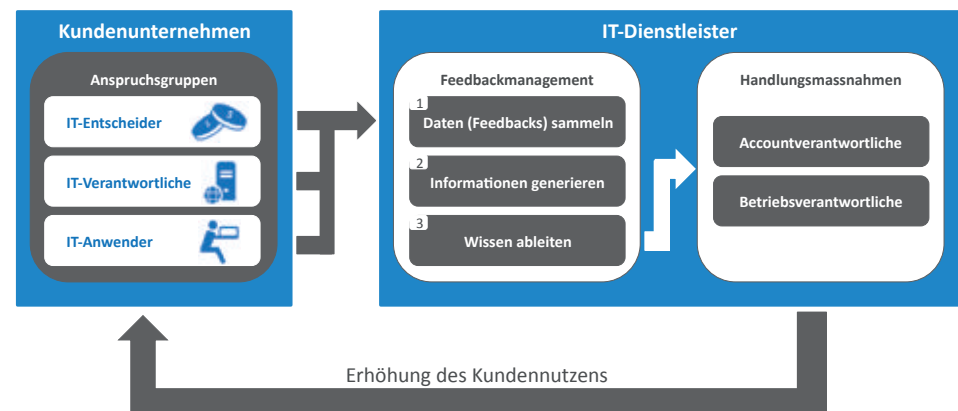 Kundenunternehmen
Anspruchsgruppen
IT-Entscheider
IT-Verantwortliche
IT-Anwender
IT-Dienstleister
Feedbackmanagement
1
Daten (Feedbacks) sammeln
2
Informationen generieren
3
Wissen ableiten
Handlungsmassnahmen
Accountverantwortliche
Betriebsverantwortliche
Erhöhung des Kundennutzens